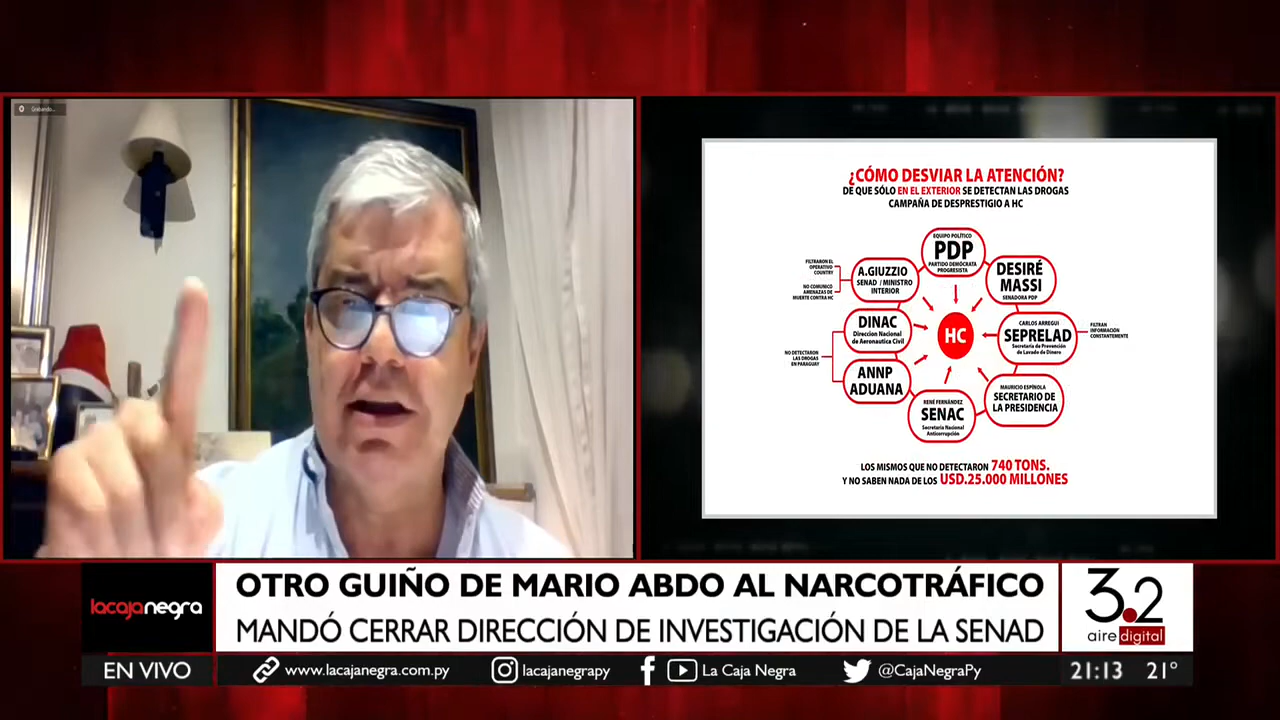 Grabando...
¿CÓMO DESVIAR LA ATENCIÓN?
DE QUE SÓLO EN EL EXTERIOR SE DETECTAN LAS DROGAS
CAMPAÑA DE DESPRESTIGIO A HC
EQUIPO POLÍTICO
PDP
PARTIDO DEMÓCRATA
PROGRESISTA
FILTRARON EL
OPERATIVO
COUNTRY
NO COMUNICÓ
AMENAZAS DE
MUERTE CONTRA HC
A.GIUZZIO
SENAD / MINISTRO
INTERIOR
DESIRÉ
MASSI
SENADORA PDP
DINAC
Direccion Nacional
de Aeronautica Civil
HC
CARLOS ARREGUI
SEPRELAD
Secretaría de Prevención
de Lavado de Dinero
FILTRAN
INFORMACIÓN
CONSTANTEMENTE
NO DETECTARON
LAS DROGAS
EN PARAGUAY
ANNP
ADUANA
RENÉ FERNÁNDEZ
SENAC
Secretaría Nacional
Anticorrupción
MAURICIO ESPÍNOLA
SECRETARIO DE
LA PRESIDENCIA
LOS MISMOS QUE NO DETECTARON 740 TONS.
Y NO SABEN NADA DE LOS USD.25.000 MILLONES
lacajanegra
OTRO GUIÑO DE MARIO ABDO AL NARCOTRÁFICO
MANDÓ CERRAR DIRECCIÓN DE INVESTIGACIÓN DE LA SENAD
3.2
aire digital
EN VIVO
www.lacajanegra.com.py
lacajanegrapy
La Caja Negra
@CajaNegraPy
21:13 21°